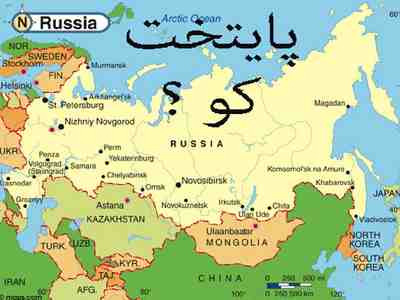 N Russia
Arctic Ocean
پایتخت
کو ؟
NOR.
SWEDEN
Stockholm
FIN.
Helsinki
Murmansk
Arkhangel'sk
St. Petersburg
Nizhniy Novgorod
UKR.
RUSSIA
Magadan
Perm
Penza
Yekaterinburg
Volgograd
(Stalingrad)
Samara
Chelyabinsk
Krasnodar
Omsk
Novosibirsk
Komsomol'sk na Amure
Khabarovsk
Groznyy
Astana
Novokuznetsk
Irkutsk
Chita
Ulan Ude
JAPAN
KAZAKHSTAN
Ulaanbaatar
Vladivostok
MONGOLIA
NORTH
KOREA
SOUTH
KOREA
TURK.
UZB.
KYR.
IRAN
TAJ.
AFG.
CHINA
0 250 500 mi
0 250 500 km
© maps.com